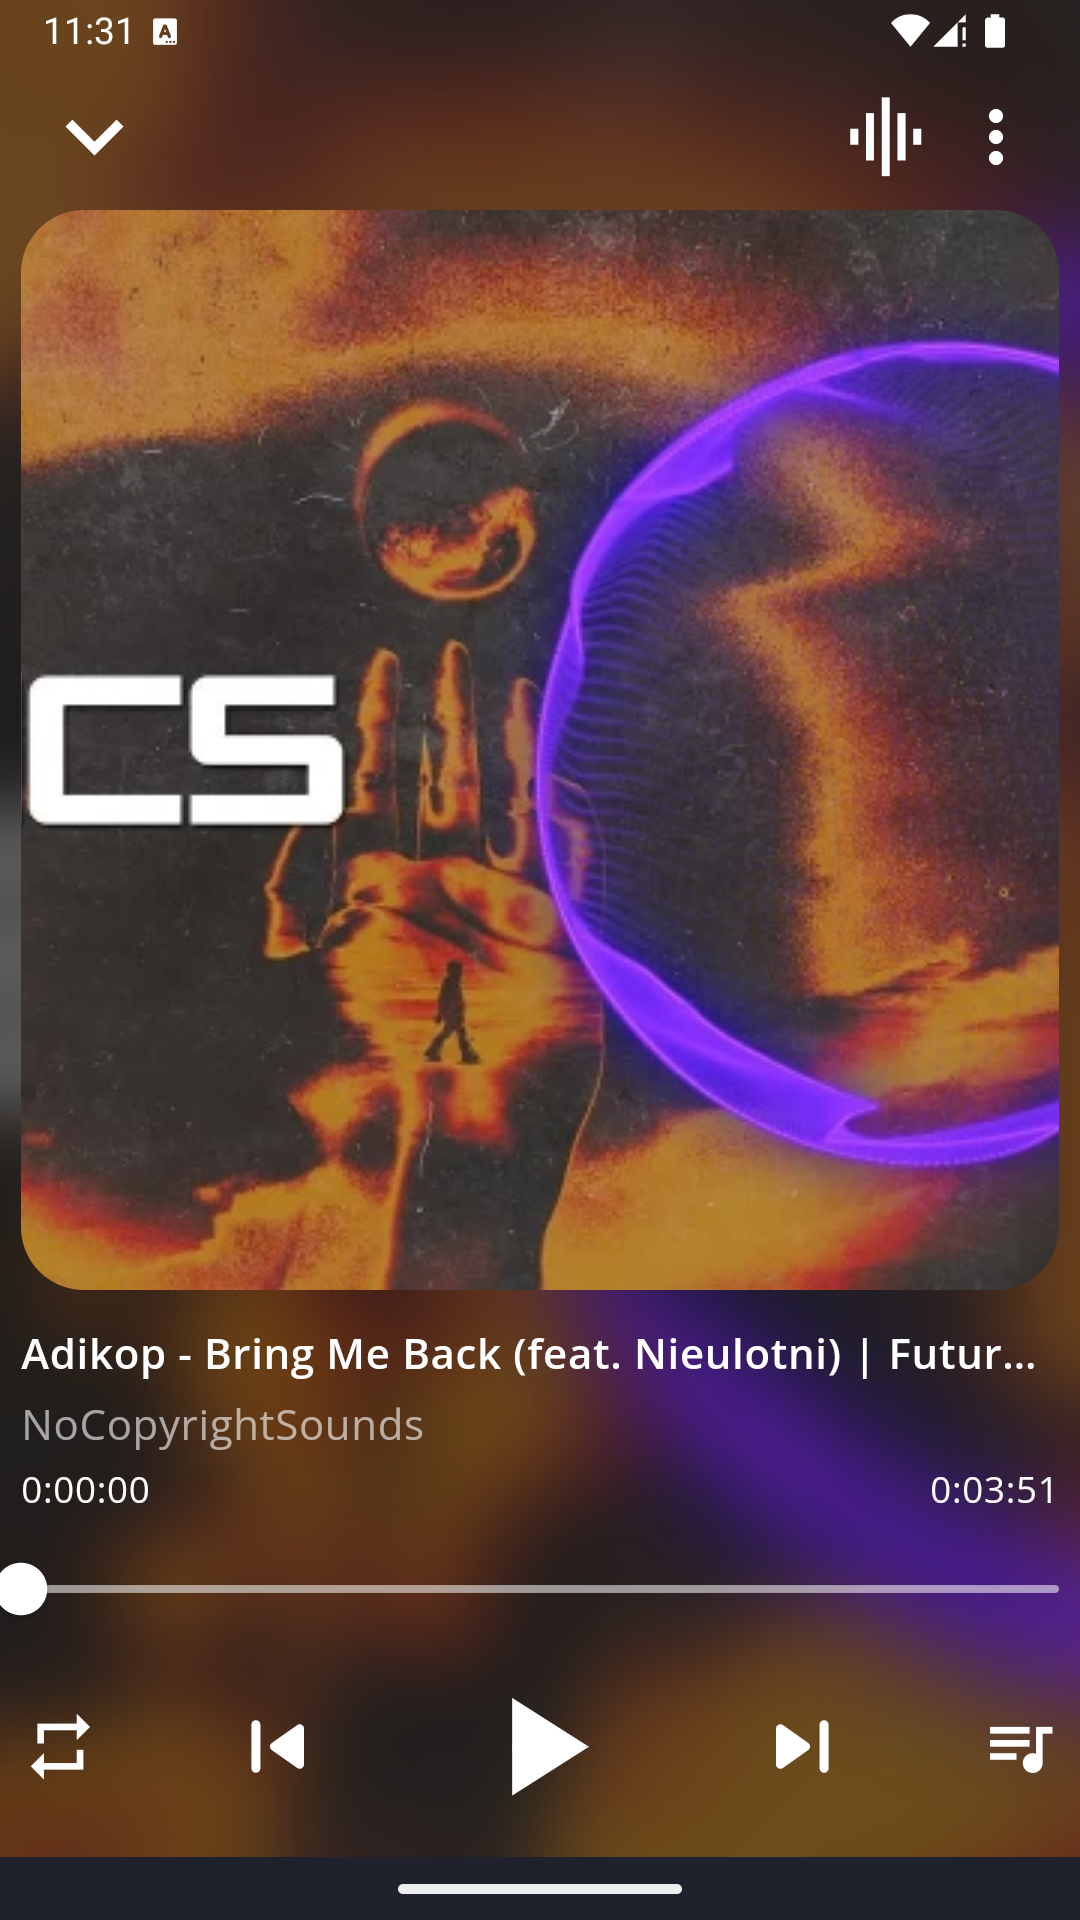 11:31
CS
Adikop - Bring Me Back (feat. Nieulotni) | Futur...
NoCopyrightSounds
0:00:00
0:03:51